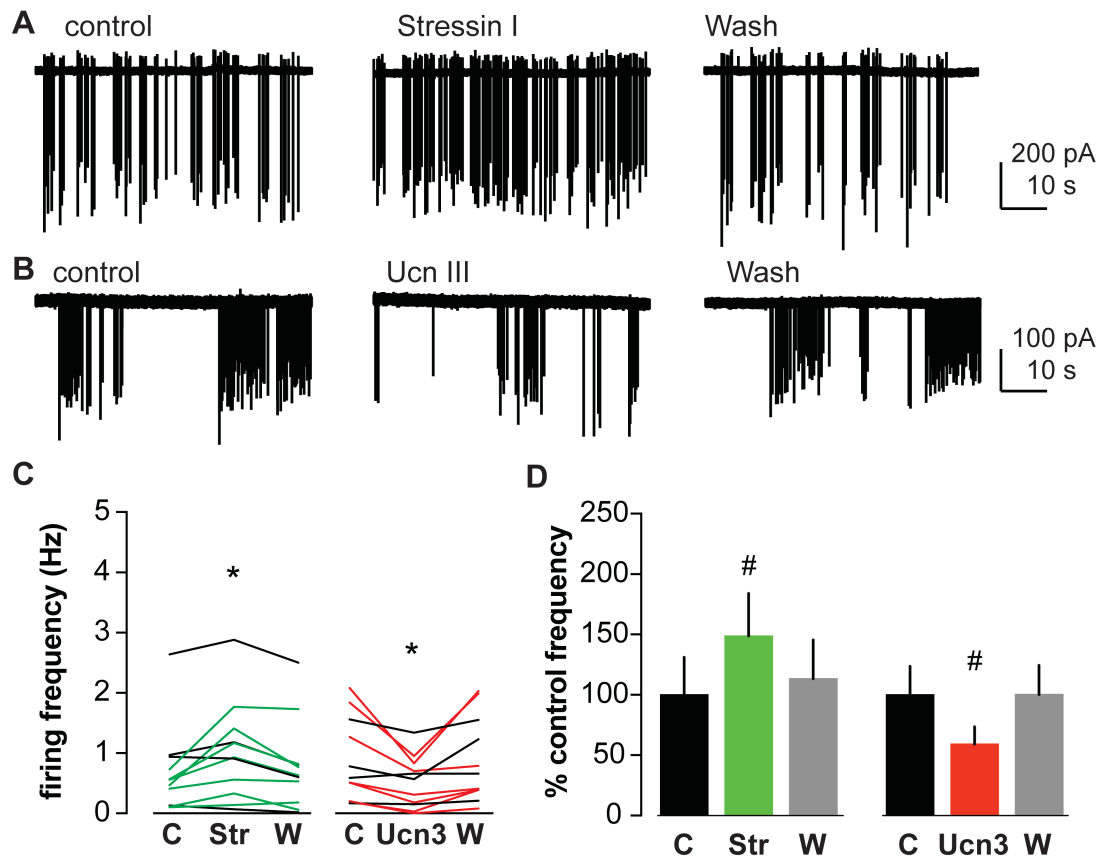 A control Stressin I Wash
200 pA
10 s
B control Ucn III Wash
100 pA
10 s
C
firing frequency (Hz)
5
4
3
2
1
0
*
*
C Str W C Ucn3 W
D
% control frequency
250
200
150
100
50
0
#
#
C Str W C Ucn3 W